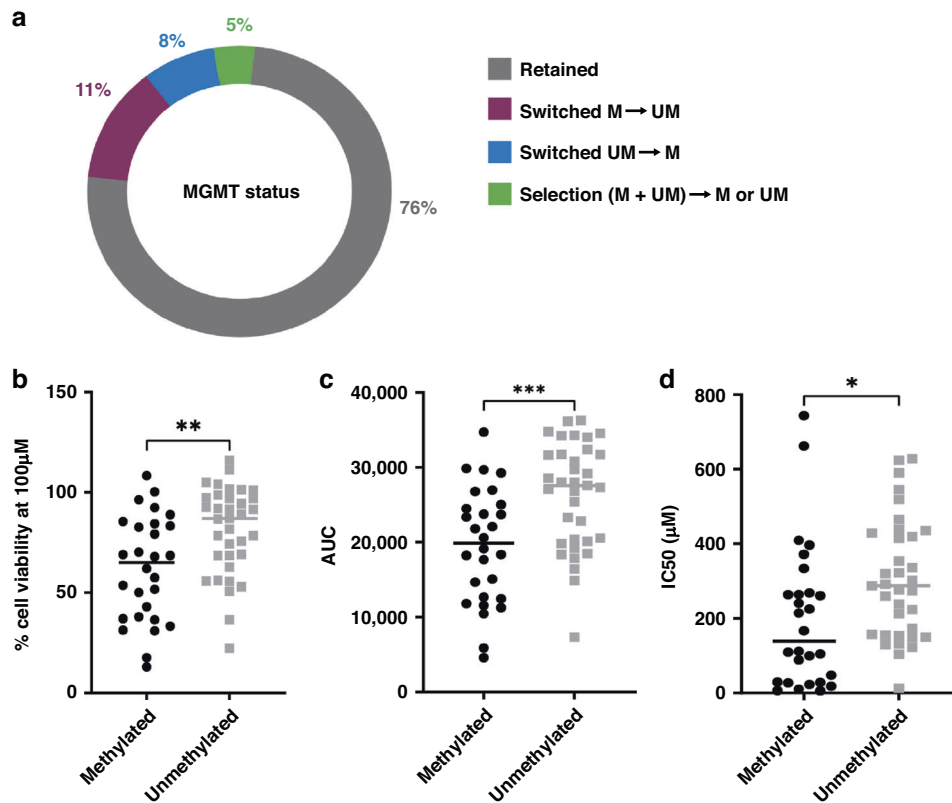 a
5%
8%
11%
76%
MGMT status
Retained
Switched M → UM
Switched UM → M
Selection (M + UM) → M or UM
b
150
100
50
0
% cell viability at 100μM
**
Methylated
Unmethylated
c
40,000
30,000
20,000
10,000
0
AUC
***
Methylated
Unmethylated
d
800
600
400
200
0
IC50 (μM)
*
Methylated
Unmethylated